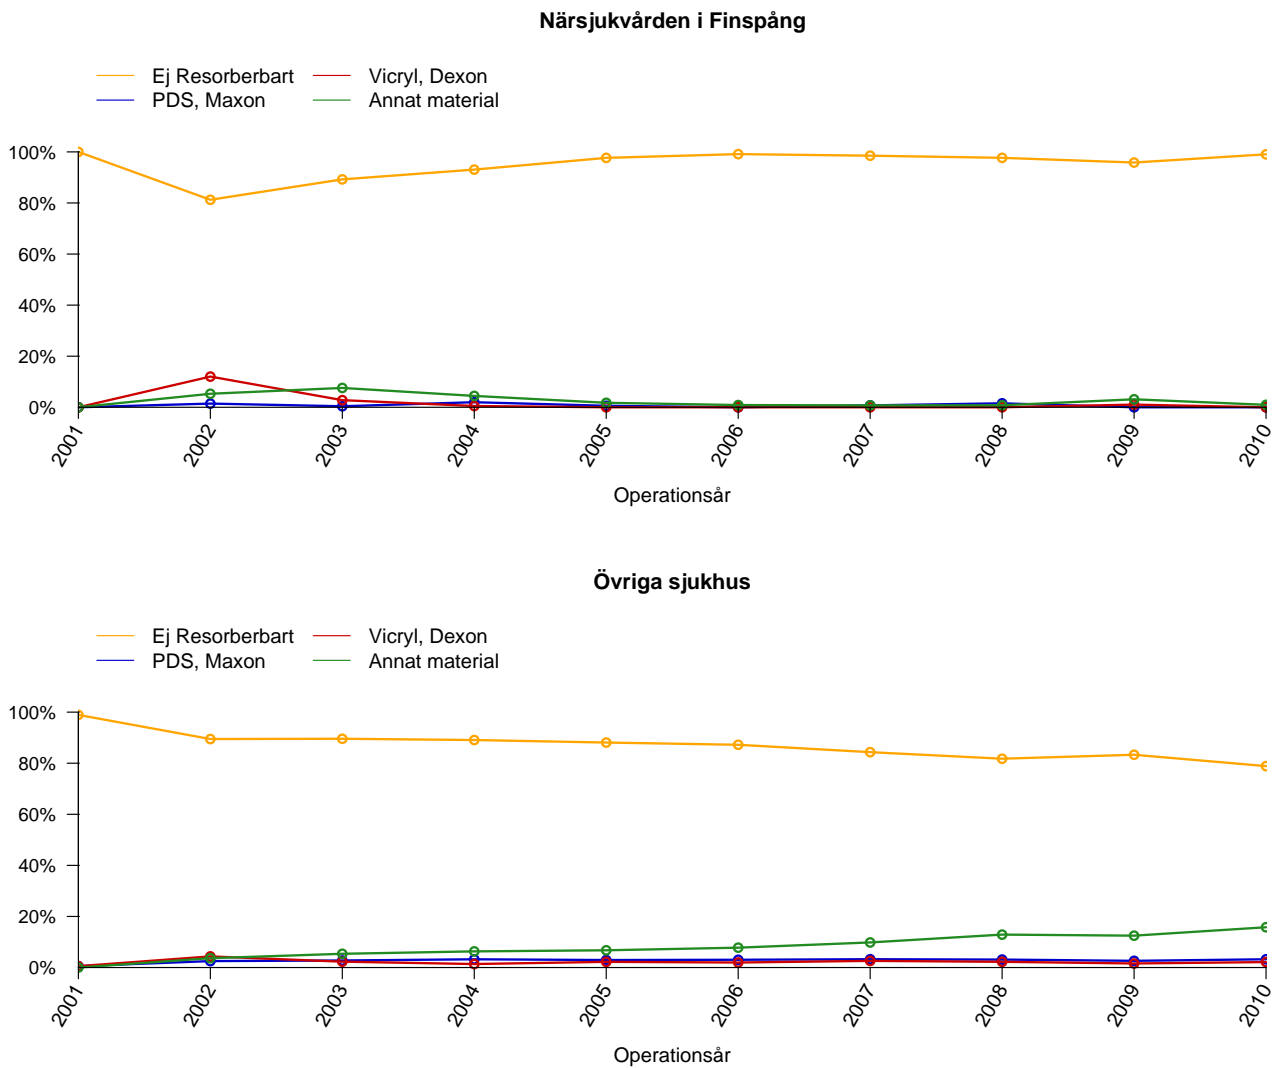 Närsjukvården i Finspång
Ej Resorberbart Vicryl, Dexon
PDS, Maxon Annat material
100%
80%
60%
40%
20%
0%
2001 2002 2003 2004 2005 2006 2007 2008 2009 2010
Operationsår
Övriga sjukhus
Ej Resorberbart Vicryl, Dexon
PDS, Maxon Annat material
100%
80%
60%
40%
20%
0%
2001 2002 2003 2004 2005 2006 2007 2008 2009 2010
Operationsår